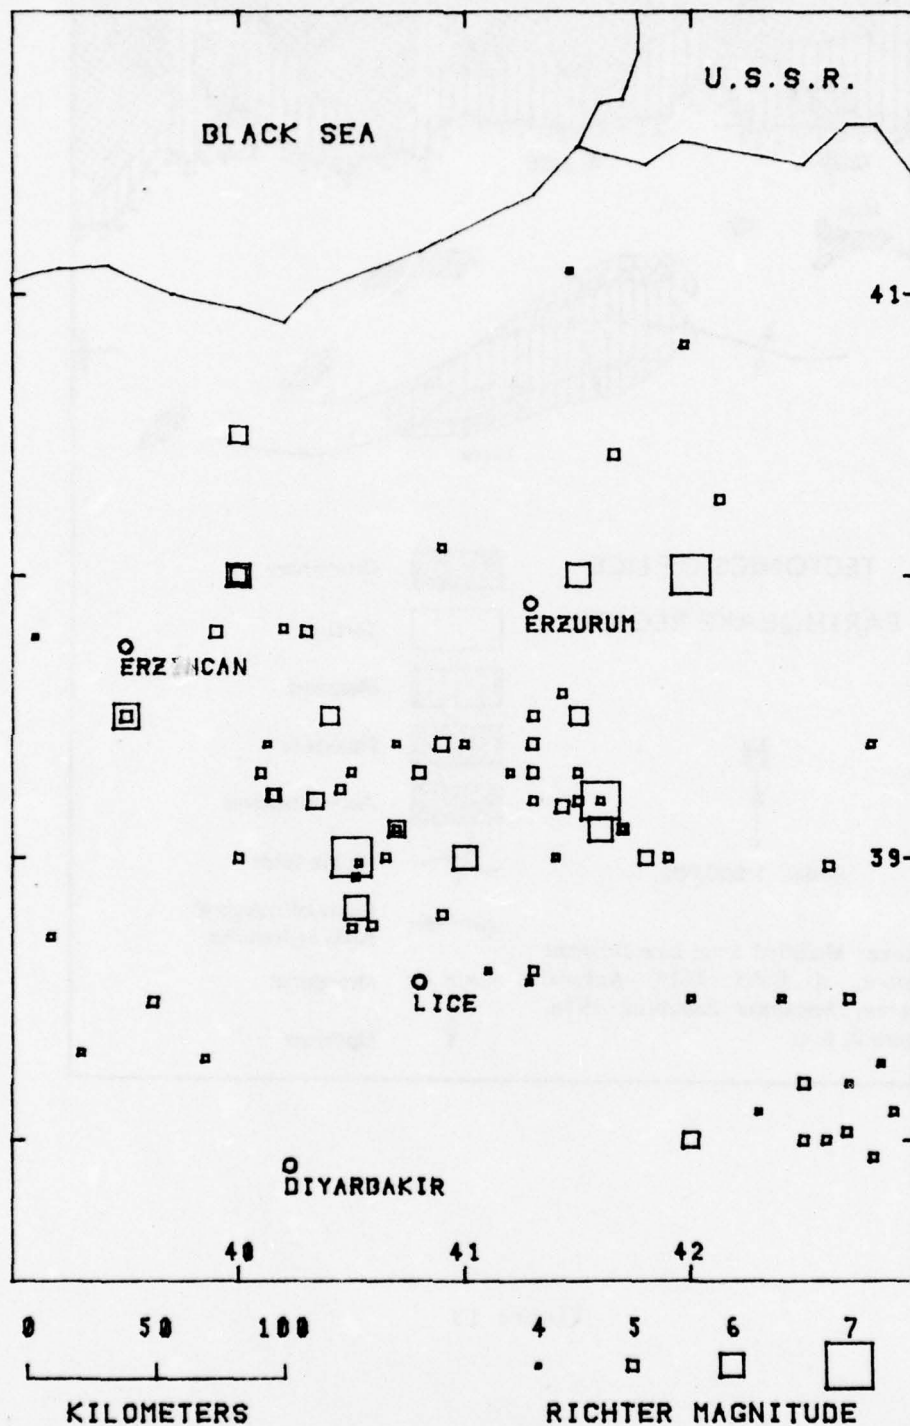 U.S.S.R.
BLACK SEA
41
ERZURUM
ERZINCAN
39
LICE
DIYARBAKIR
40 41 42
0 50 100 4 5 6 7
KILOMETERS RICHTER MAGNITUDE